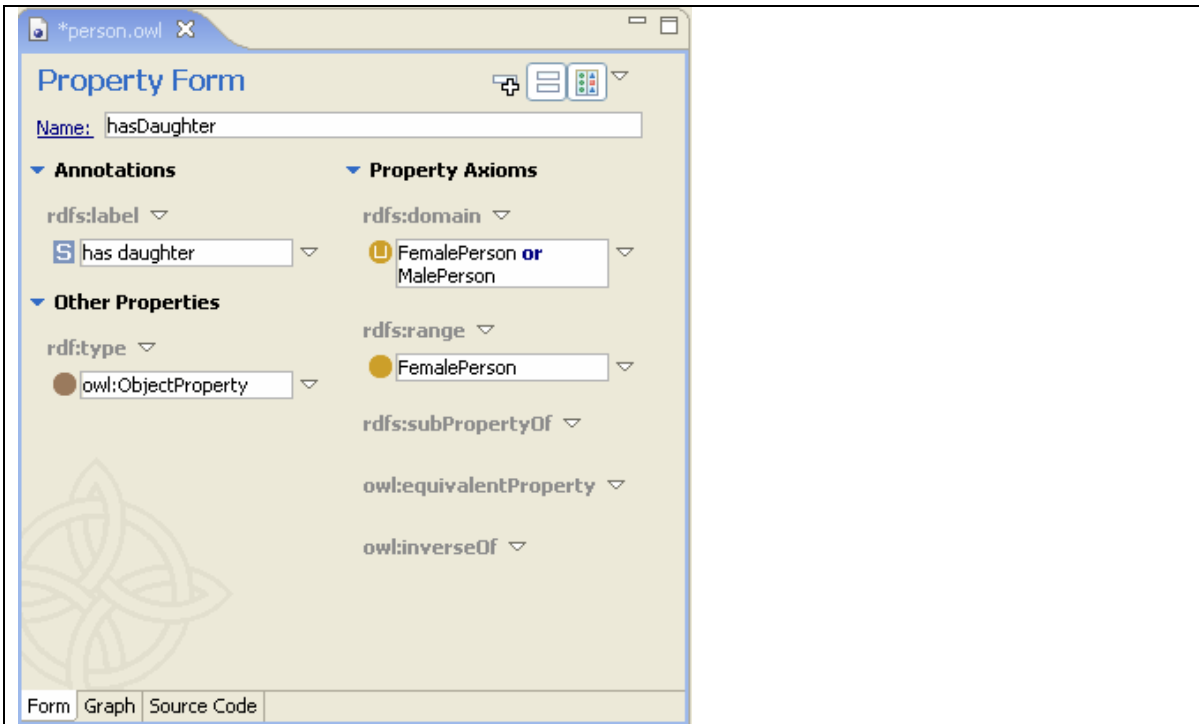 *person.owl
Property Form
Name: hasDaughter
Annotations
rdfs:label
S has daughter
Other Properties
rdf:type
owl:ObjectProperty
Property Axioms
rdfs:domain
FemalePerson or
MalePerson
rdfs:range
FemalePerson
rdfs:subPropertyOf
owl:equivalentProperty
owl:inverseOf
Form Graph Source Code